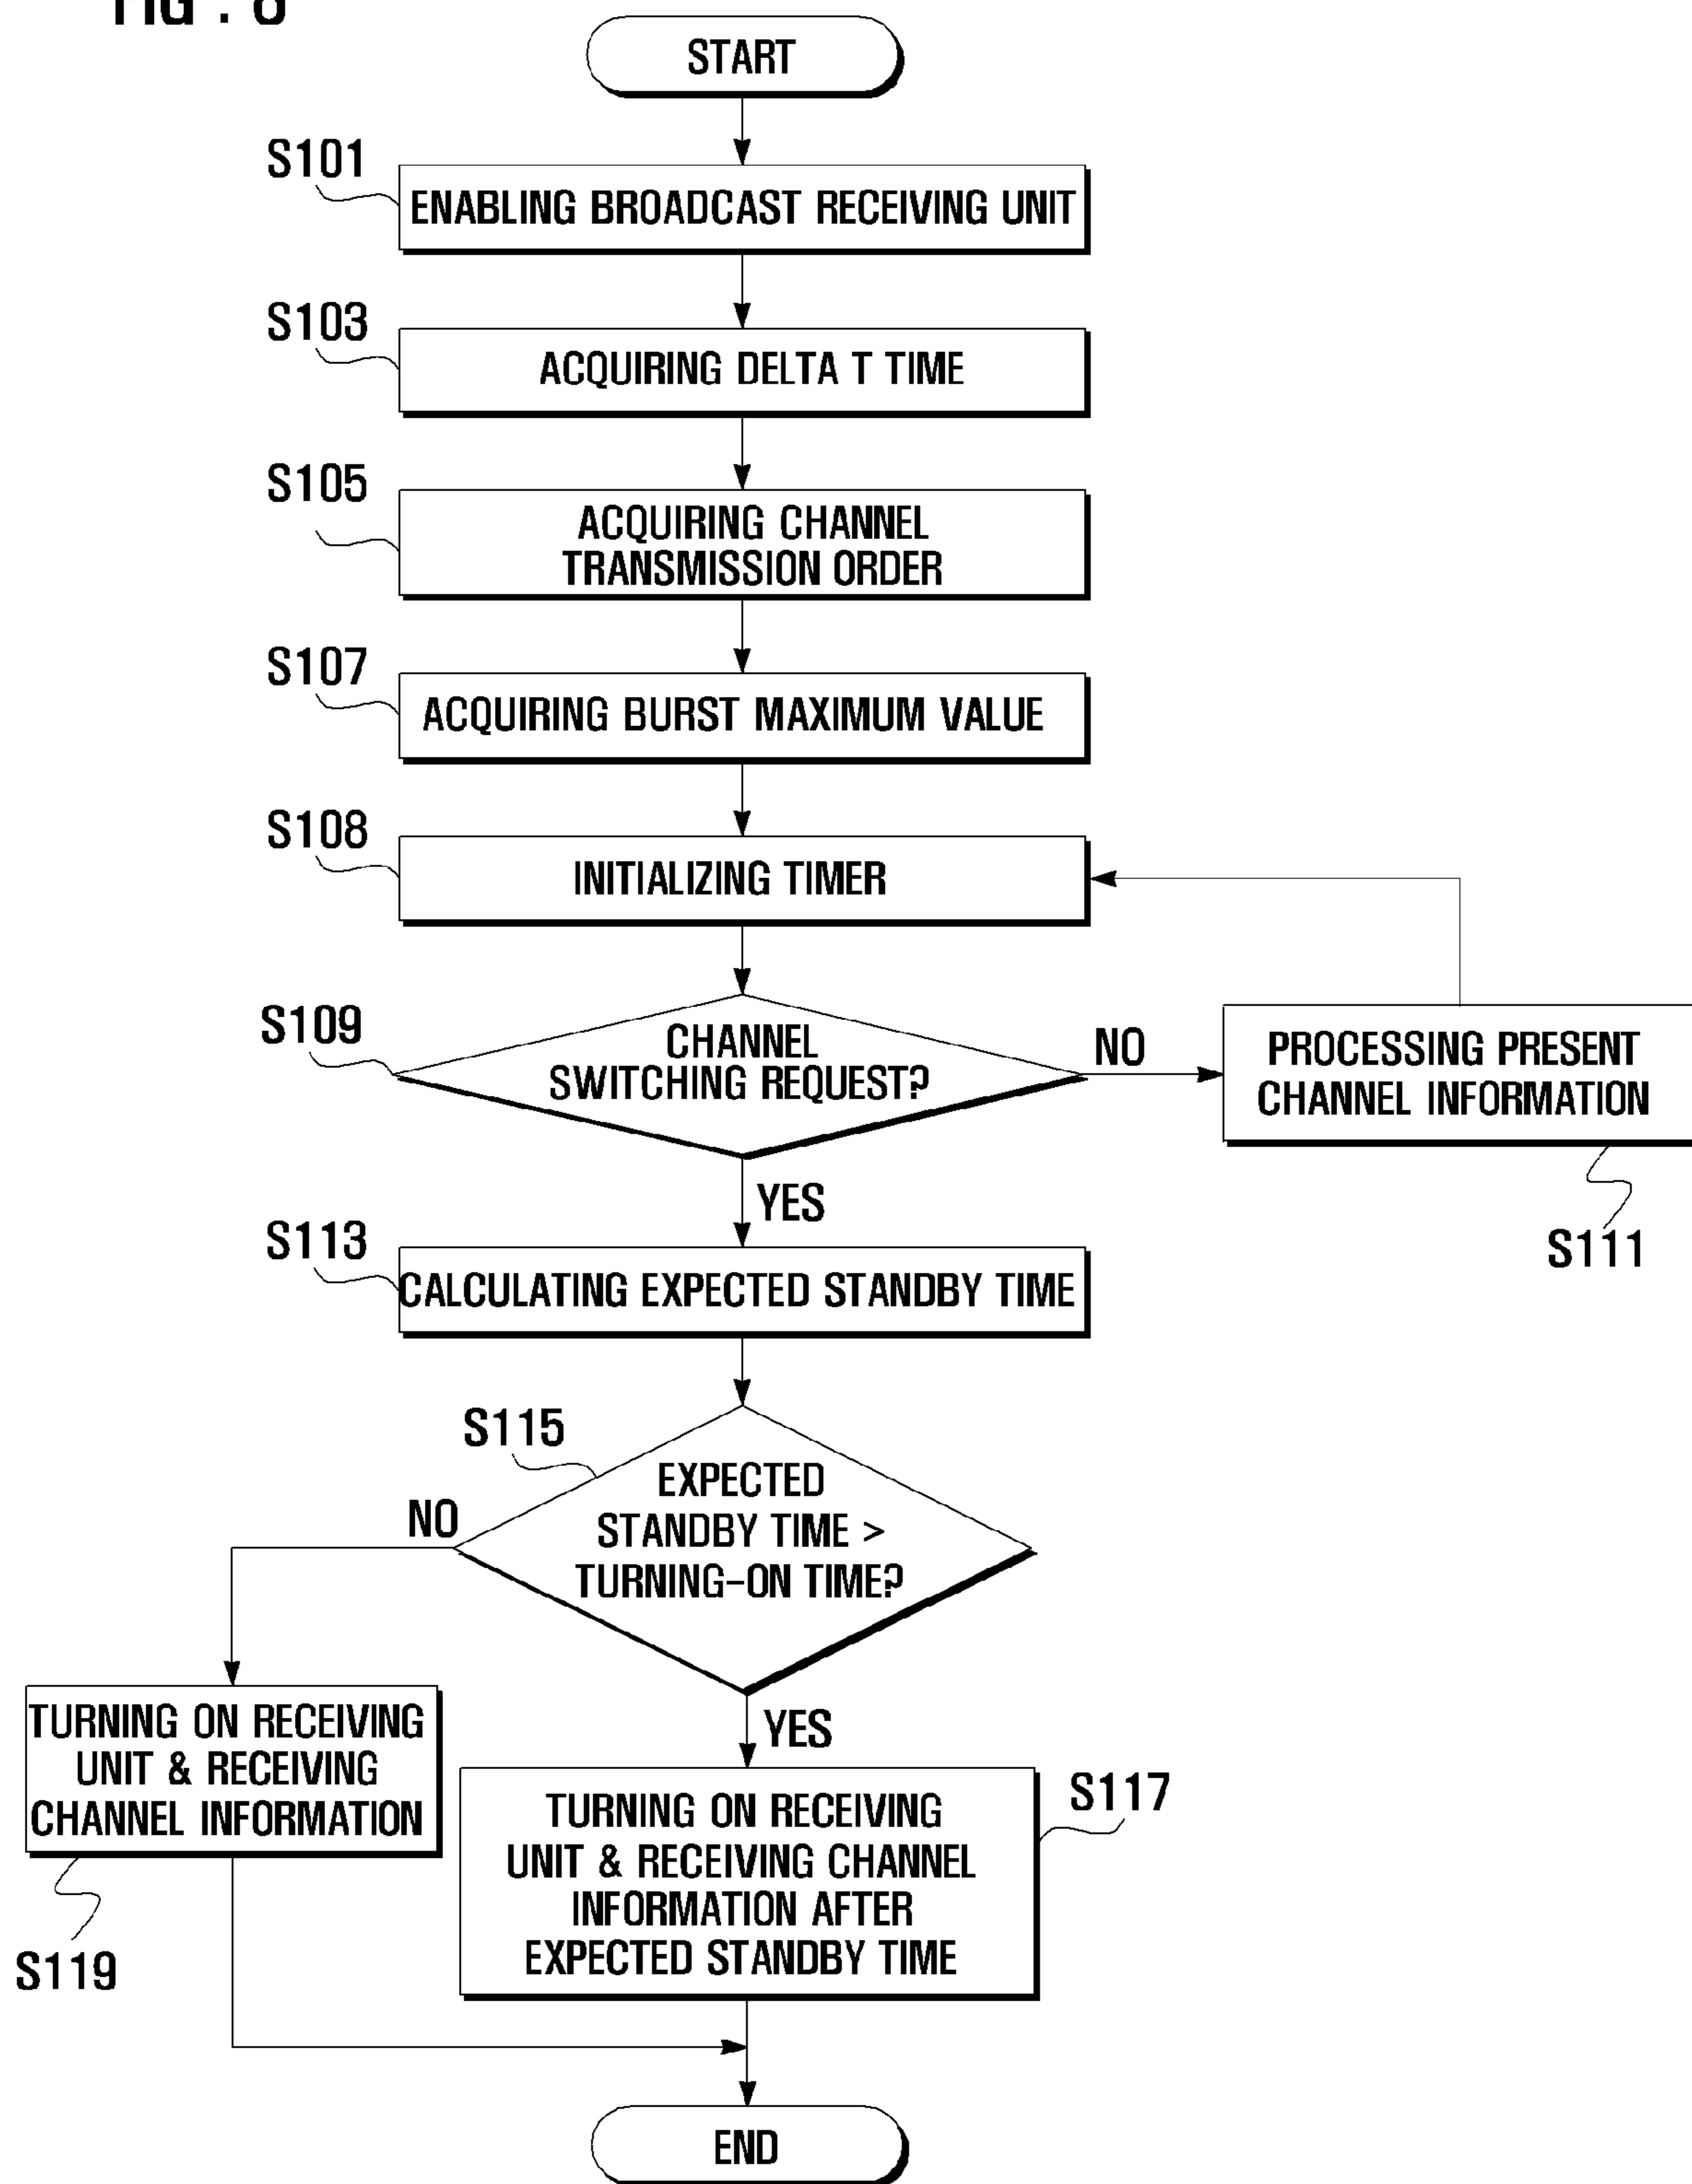 START
S101
ENABLING BROADCAST RECEIVING UNIT
S103
ACQUIRING DELTA T TIME
S105
ACQUIRING CHANNEL
TRANSMISSION ORDER
S107
ACQUIRING BURST MAXIMUM VALUE
S108
INITIALIZING TIMER
S109
CHANNEL
SWITCHING REQUEST?
NO
PROCESSING PRESENT
CHANNEL INFORMATION
S111
YES
S113
CALCULATING EXPECTED STANDBY TIME
S115
EXPECTED
STANDBY TIME >
TURNING-ON TIME?
NO
TURNING ON RECEIVING
UNIT & RECEIVING
CHANNEL INFORMATION
S119
YES
TURNING ON RECEIVING
UNIT & RECEIVING CHANNEL
INFORMATION AFTER
EXPECTED STANDBY TIME
S117
END